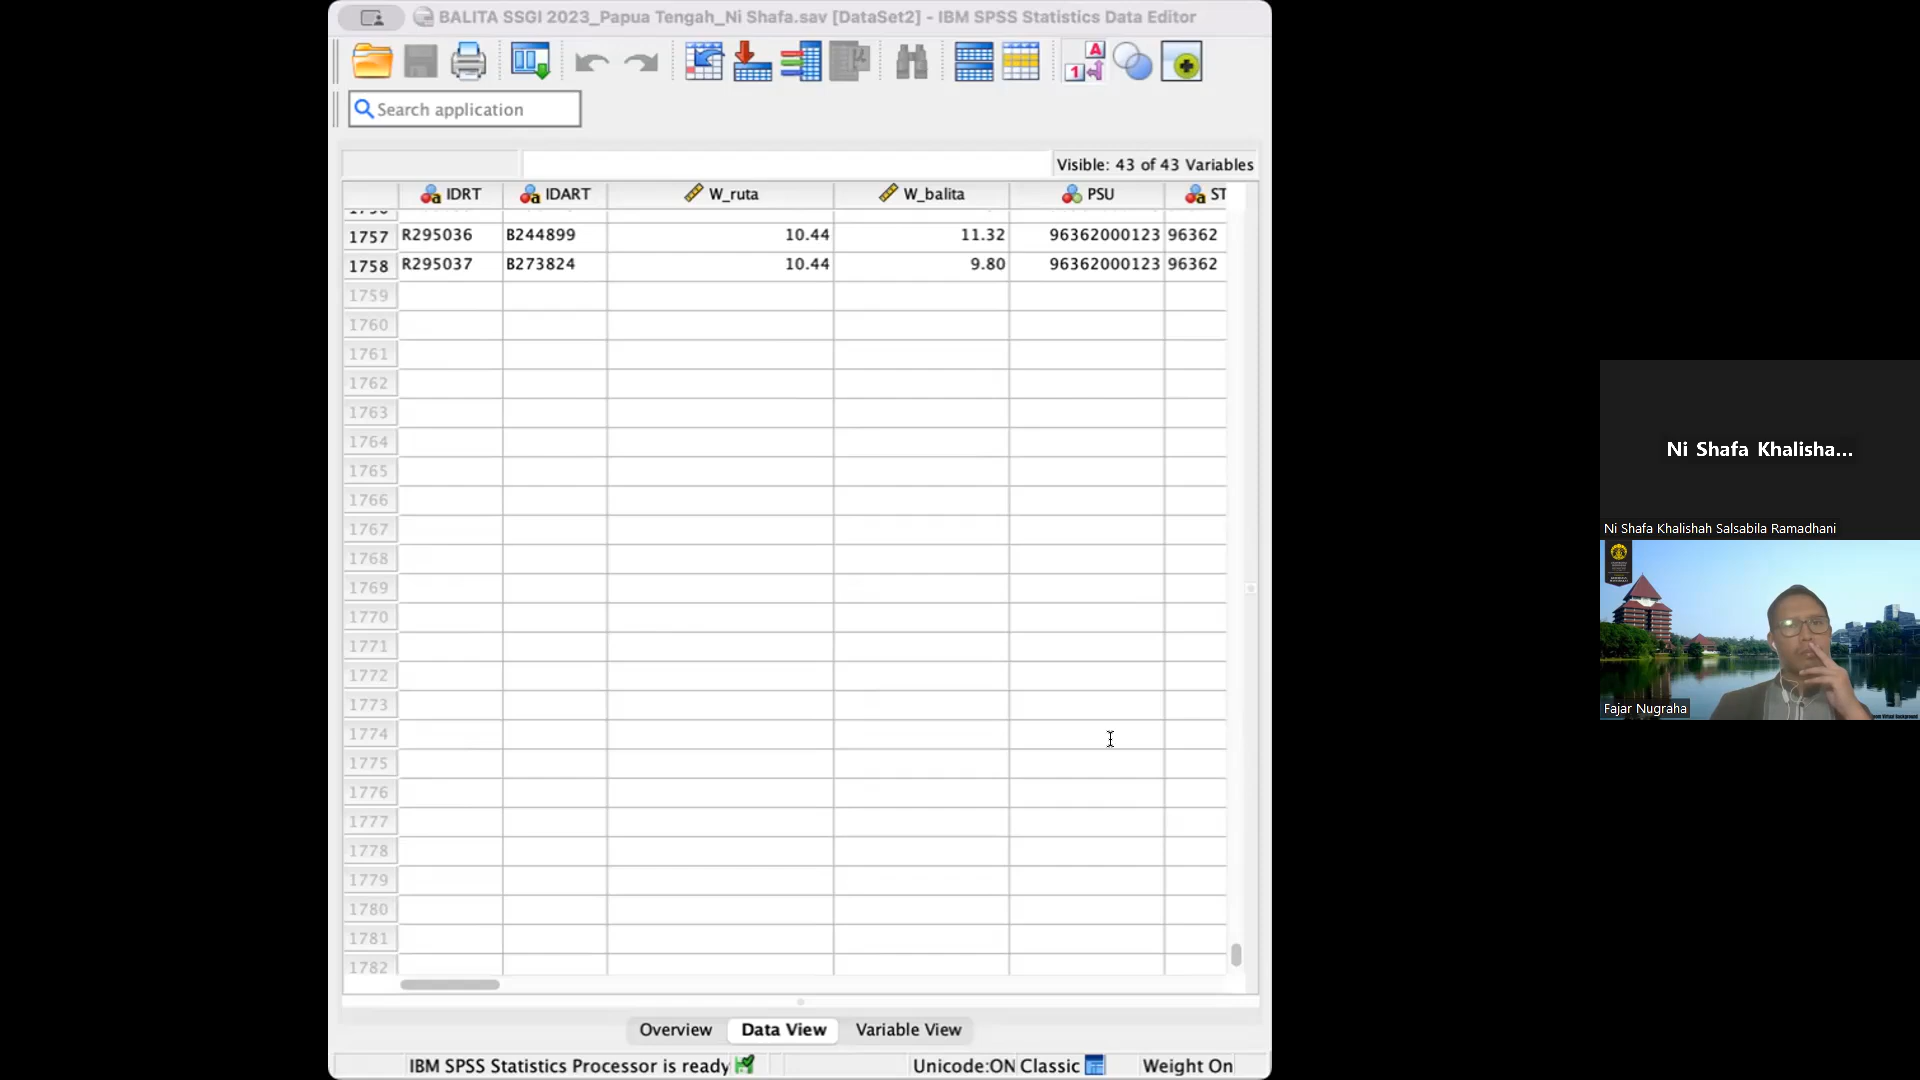 BALITA SSGI 2023_Papua Tengah_Ni Shafa.sav [DataSet2] - IBM SPSS Statistics Data Editor
Search application
Visible: 43 of 43 Variables
IDRT IDART W_ruta W_balita PSU ST
1757 R295036 B244899 10.44 11.32 96362000123 96362
1758 R295037 B273824 10.44 9.80 96362000123 96362
1759
1760
1761
1762
1763
1764
1765
1766
1767
1768
1769
1770
1771
1772
1773
1774
1775
1776
1777
1778
1779
1780
1781
1782
Overview Data View Variable View
IBM SPSS Statistics Processor is ready Unicode:ON Classic Weight On
Ni Shafa Khalisha...
Ni Shafa Khalishah Salsabila Ramadhani
Fajar Nugraha